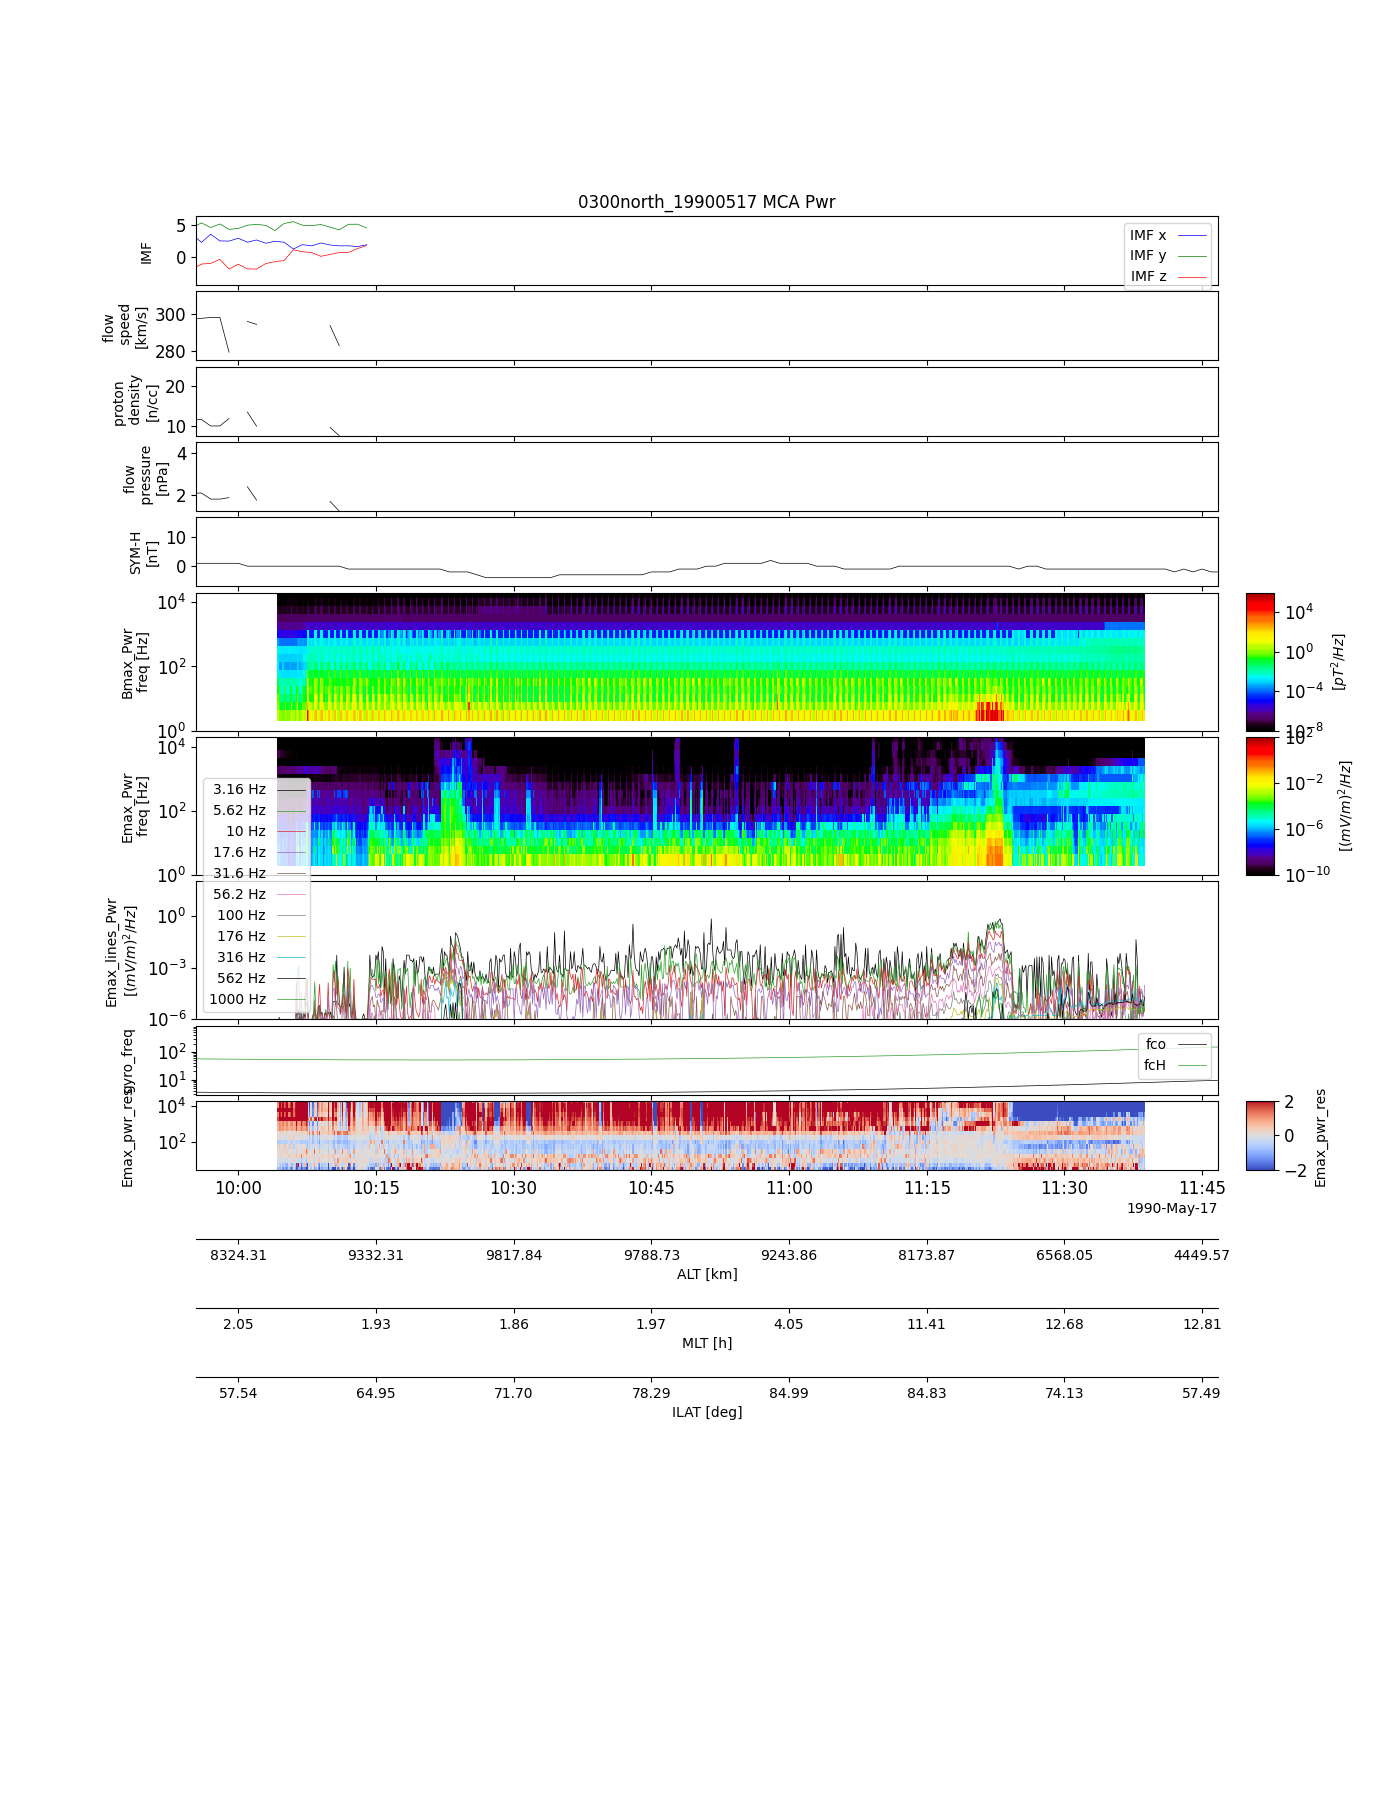 0300north_19900517 MCA Pwr
IMF
5
0
IMF x
IMF y
IMF z
flow
speed
[km/s]
300
280
proton
density
[n/cc]
20
10
flow
pressure
[nPa]
4
2
SYM-H
[nT]
10
0
Bmax_Pwr
freq [Hz]
10^4
10^2
10^0
10^4
10^0
10^-4
10^-8
[pT^2/Hz]
Emax_Pwr
freq [Hz]
10^4
10^2
10^0
10^2
10^-2
10^-6
10^-10
[(mV/m)^2/Hz]
3.16 Hz
5.62 Hz
10 Hz
17.6 Hz
31.6 Hz
56.2 Hz
100 Hz
176 Hz
316 Hz
562 Hz
1000 Hz
Emax_lines_Pwr
[(mV/m)^2/Hz]
10^0
10^-3
10^-6
gyro_freq
10^2
10^1
fco
fcH
Emax_pwr_res
10^4
10^2
2
0
−2
Emax_pwr_res
10:00 10:15 10:30 10:45 11:00 11:15 11:30 11:45
1990-May-17
8324.31 9332.31 9817.84 9788.73 9243.86 8173.87 6568.05 4449.57
ALT [km]
2.05 1.93 1.86 1.97 4.05 11.41 12.68 12.81
MLT [h]
57.54 64.95 71.70 78.29 84.99 84.83 74.13 57.49
ILAT [deg]